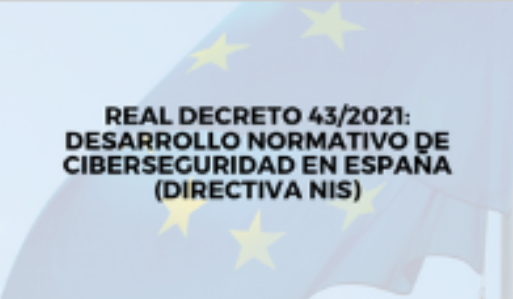 REAL DECRETO 43/2021:
DESARROLLO NORMATIVO DE
CIBERSEGURIDAD EN ESPAÑA
(DIRECTIVA NIS)